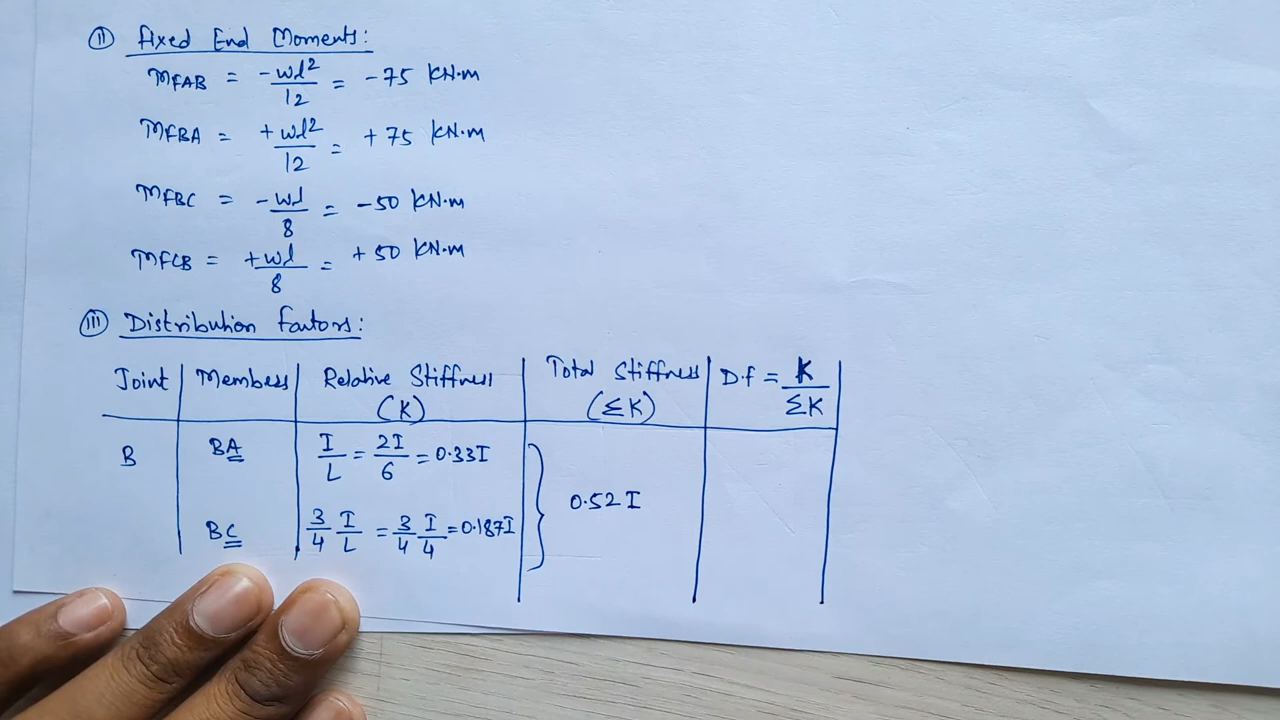 (II) Fixed End Moments:
MFAB = -wl²/12 = -75 KN.m
MFBA = +wl²/12 = +75 KN.m
MFBC = -wl/8 = -50 KN.m
MFCB = +wl/8 = +50 KN.m
(III) Distribution Factors:
Joint Members Relative Stiffness (K) Total Stiffness (ΣK) D.f = K/ΣK
B BA I/L = 2I/6 = 0.33I
0.52 I
BC 3/4 I/L = 3/4 I/4 = 0.187I